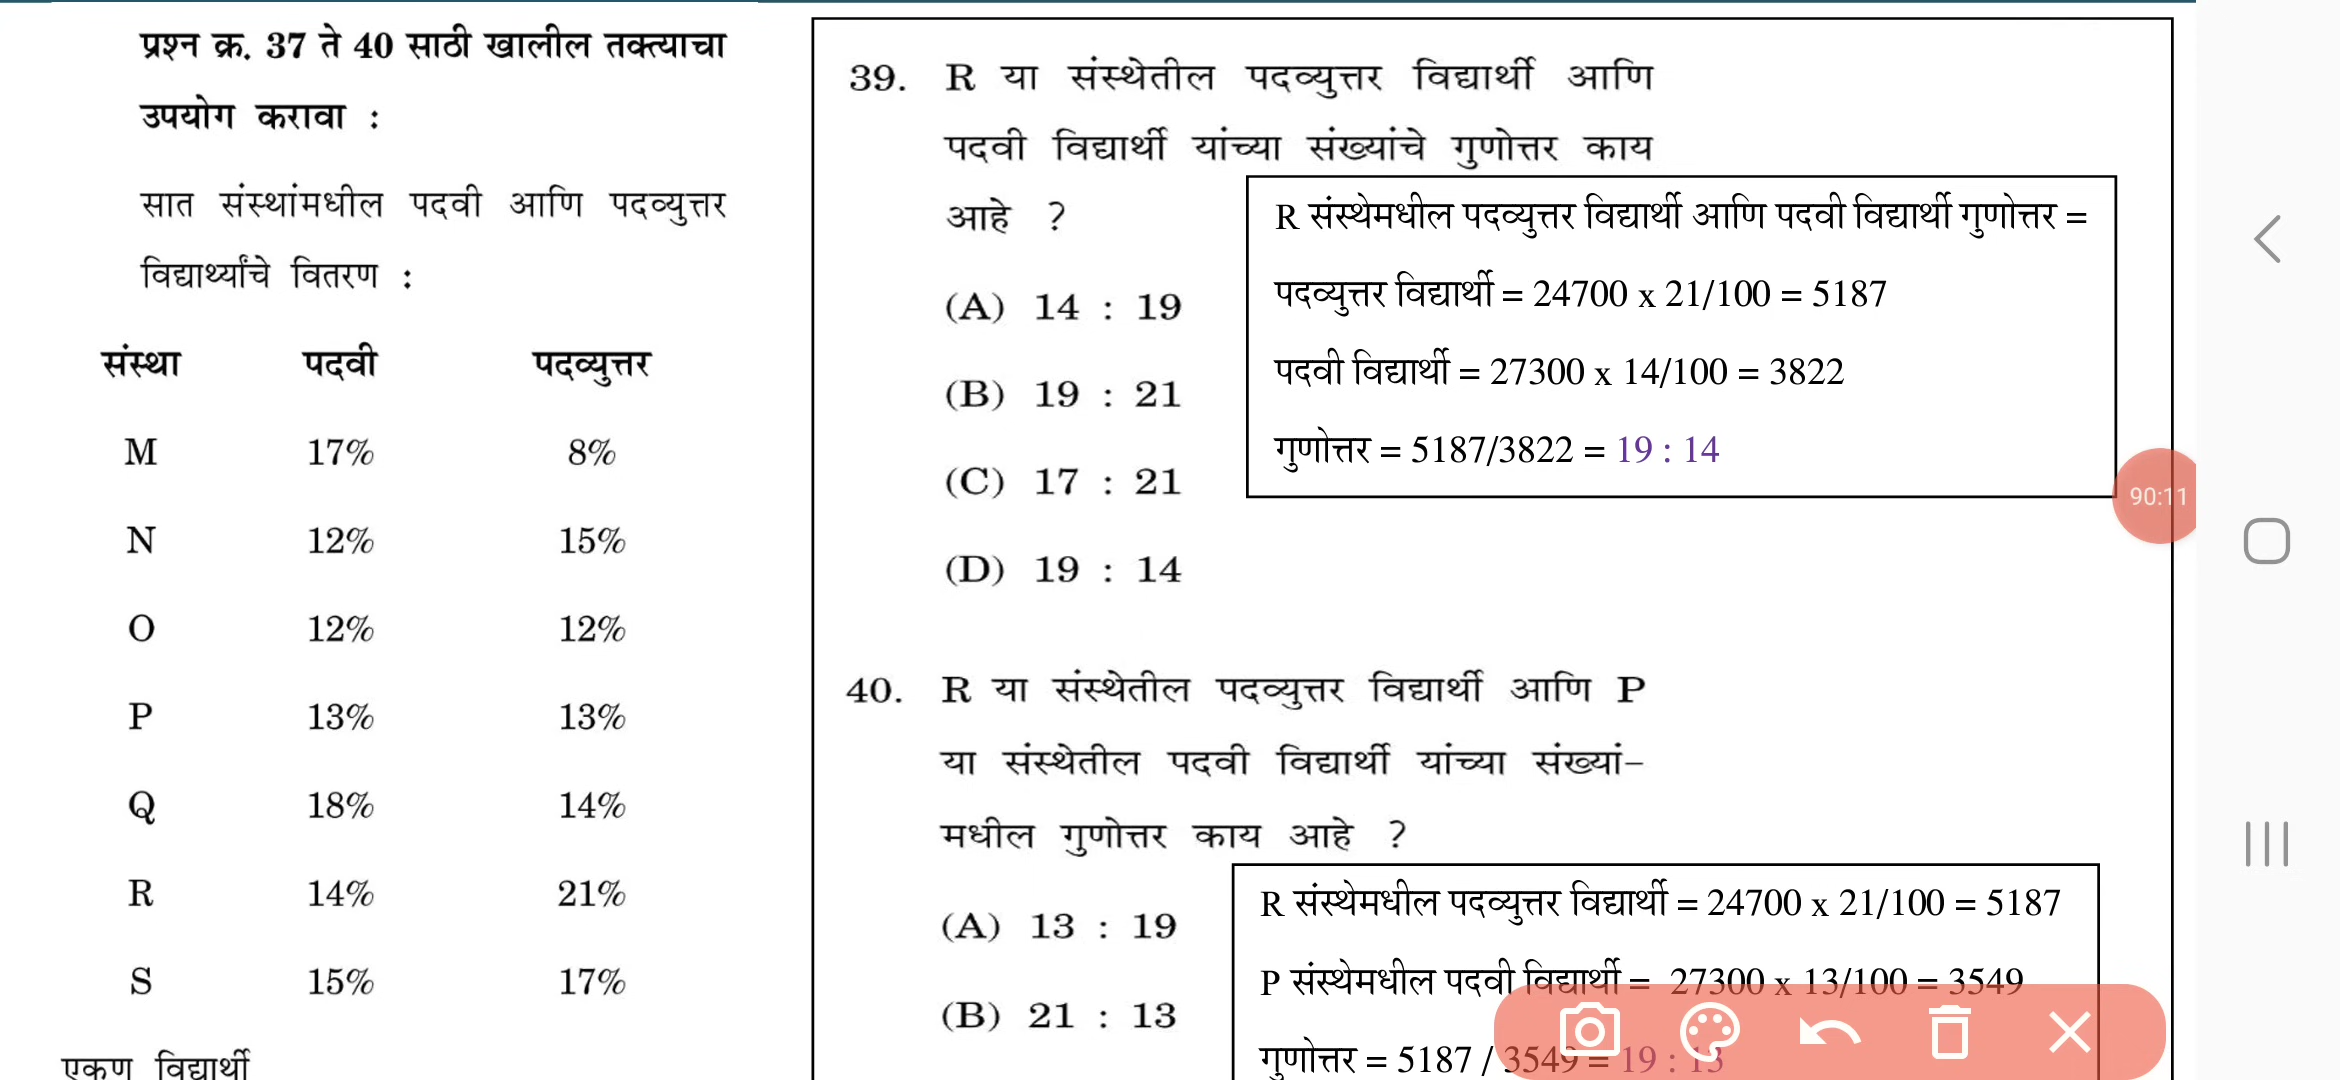 प्रश्न क्र. 37 ते 40 साठी खालील तक्त्याचा
उपयोग करावा :
सात संस्थांमधील पदवी आणि पदव्युत्तर
विद्यार्थ्यांचे वितरण :
संस्था पदवी पदव्युत्तर
M 17% 8%
N 12% 15%
O 12% 12%
P 13% 13%
Q 18% 14%
R 14% 21%
S 15% 17%
एकूण विद्यार्थी
39. R या संस्थेतील पदव्युत्तर विद्यार्थी आणि
पदवी विद्यार्थी यांच्या संख्यांचे गुणोत्तर काय
आहे ?
(A) 14 : 19
(B) 19 : 21
(C) 17 : 21
(D) 19 : 14
R संस्थेमधील पदव्युत्तर विद्यार्थी आणि पदवी विद्यार्थी गुणोत्तर =
पदव्युत्तर विद्यार्थी = 24700 x 21/100 = 5187
पदवी विद्यार्थी = 27300 x 14/100 = 3822
गुणोत्तर = 5187/3822 = 19 : 14
90:11
40. R या संस्थेतील पदव्युत्तर विद्यार्थी आणि P
या संस्थेतील पदवी विद्यार्थी यांच्या संख्यां-
मधील गुणोत्तर काय आहे ?
(A) 13 : 19
(B) 21 : 13
R संस्थेमधील पदव्युत्तर विद्यार्थी = 24700 x 21/100 = 5187
P संस्थेमधील पदवी विद्यार्थी = 27300 x 13/100 = 3549
गुणोत्तर = 5187 / 3549 = 19 : 13